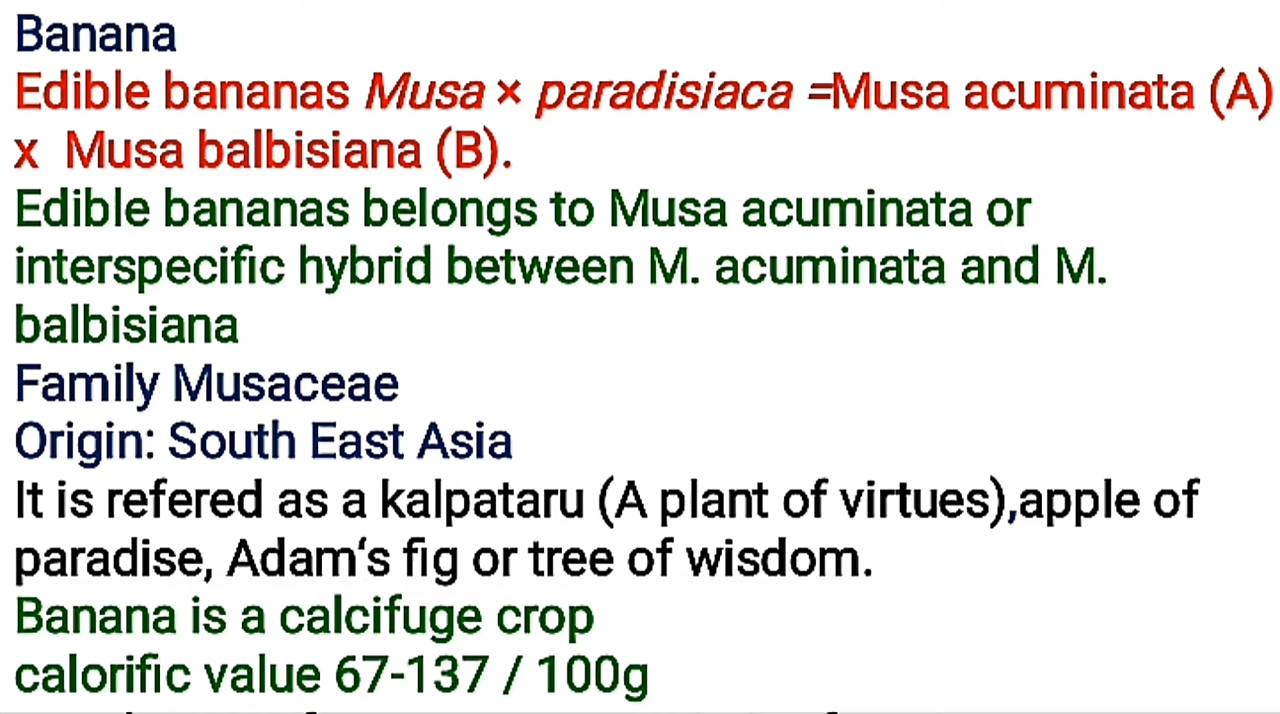 Banana
Edible bananas Musa × paradisiaca =Musa acuminata (A)
x Musa balbisiana (B).
Edible bananas belongs to Musa acuminata or
interspecific hybrid between M. acuminata and M.
balbisiana
Family Musaceae
Origin: South East Asia
It is refered as a kalpataru (A plant of virtues),apple of
paradise, Adam‘s fig or tree of wisdom.
Banana is a calcifuge crop
calorific value 67-137 / 100g